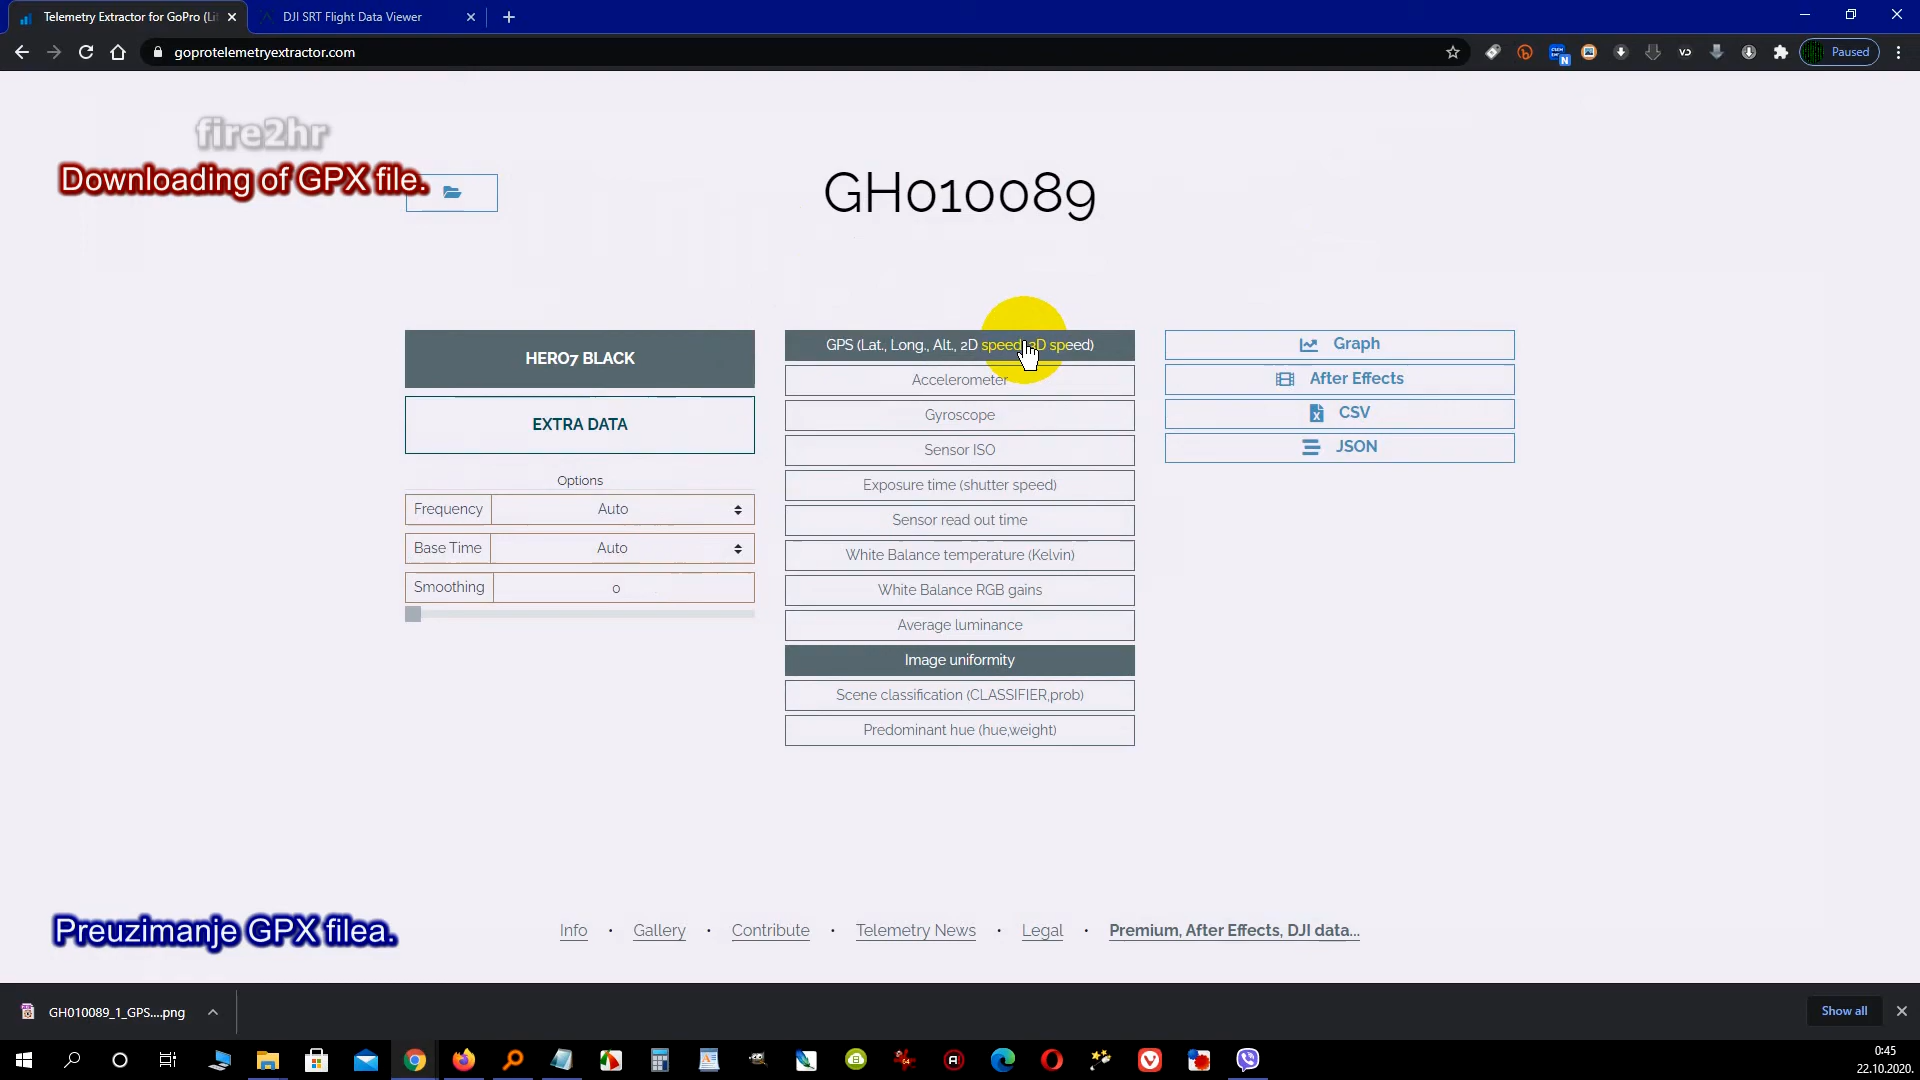 Telemetry Extractor for GoPro (Li
DJI SRT Flight Data Viewer
goprotelemetryextractor.com
Paused
fire2hr
Downloading of GPX file.
GH010089
HERO7 BLACK
EXTRA DATA
Options
Frequency
Auto
Base Time
Auto
Smoothing
0
GPS (Lat., Long., Alt., 2D speed, 3D speed)
Accelerometer
Gyroscope
Sensor ISO
Exposure time (shutter speed)
Sensor read out time
White Balance temperature (Kelvin)
White Balance RGB gains
Average luminance
Image uniformity
Scene classification (CLASSIFIER,prob)
Predominant hue (hue,weight)
Graph
After Effects
CSV
JSON
Preuzimanje GPX filea.
Info • Gallery • Contribute • Telemetry News • Legal • Premium, After Effects, DJI data...
GH010089_1_GPS....png
Show all
0:45
22.10.2020.